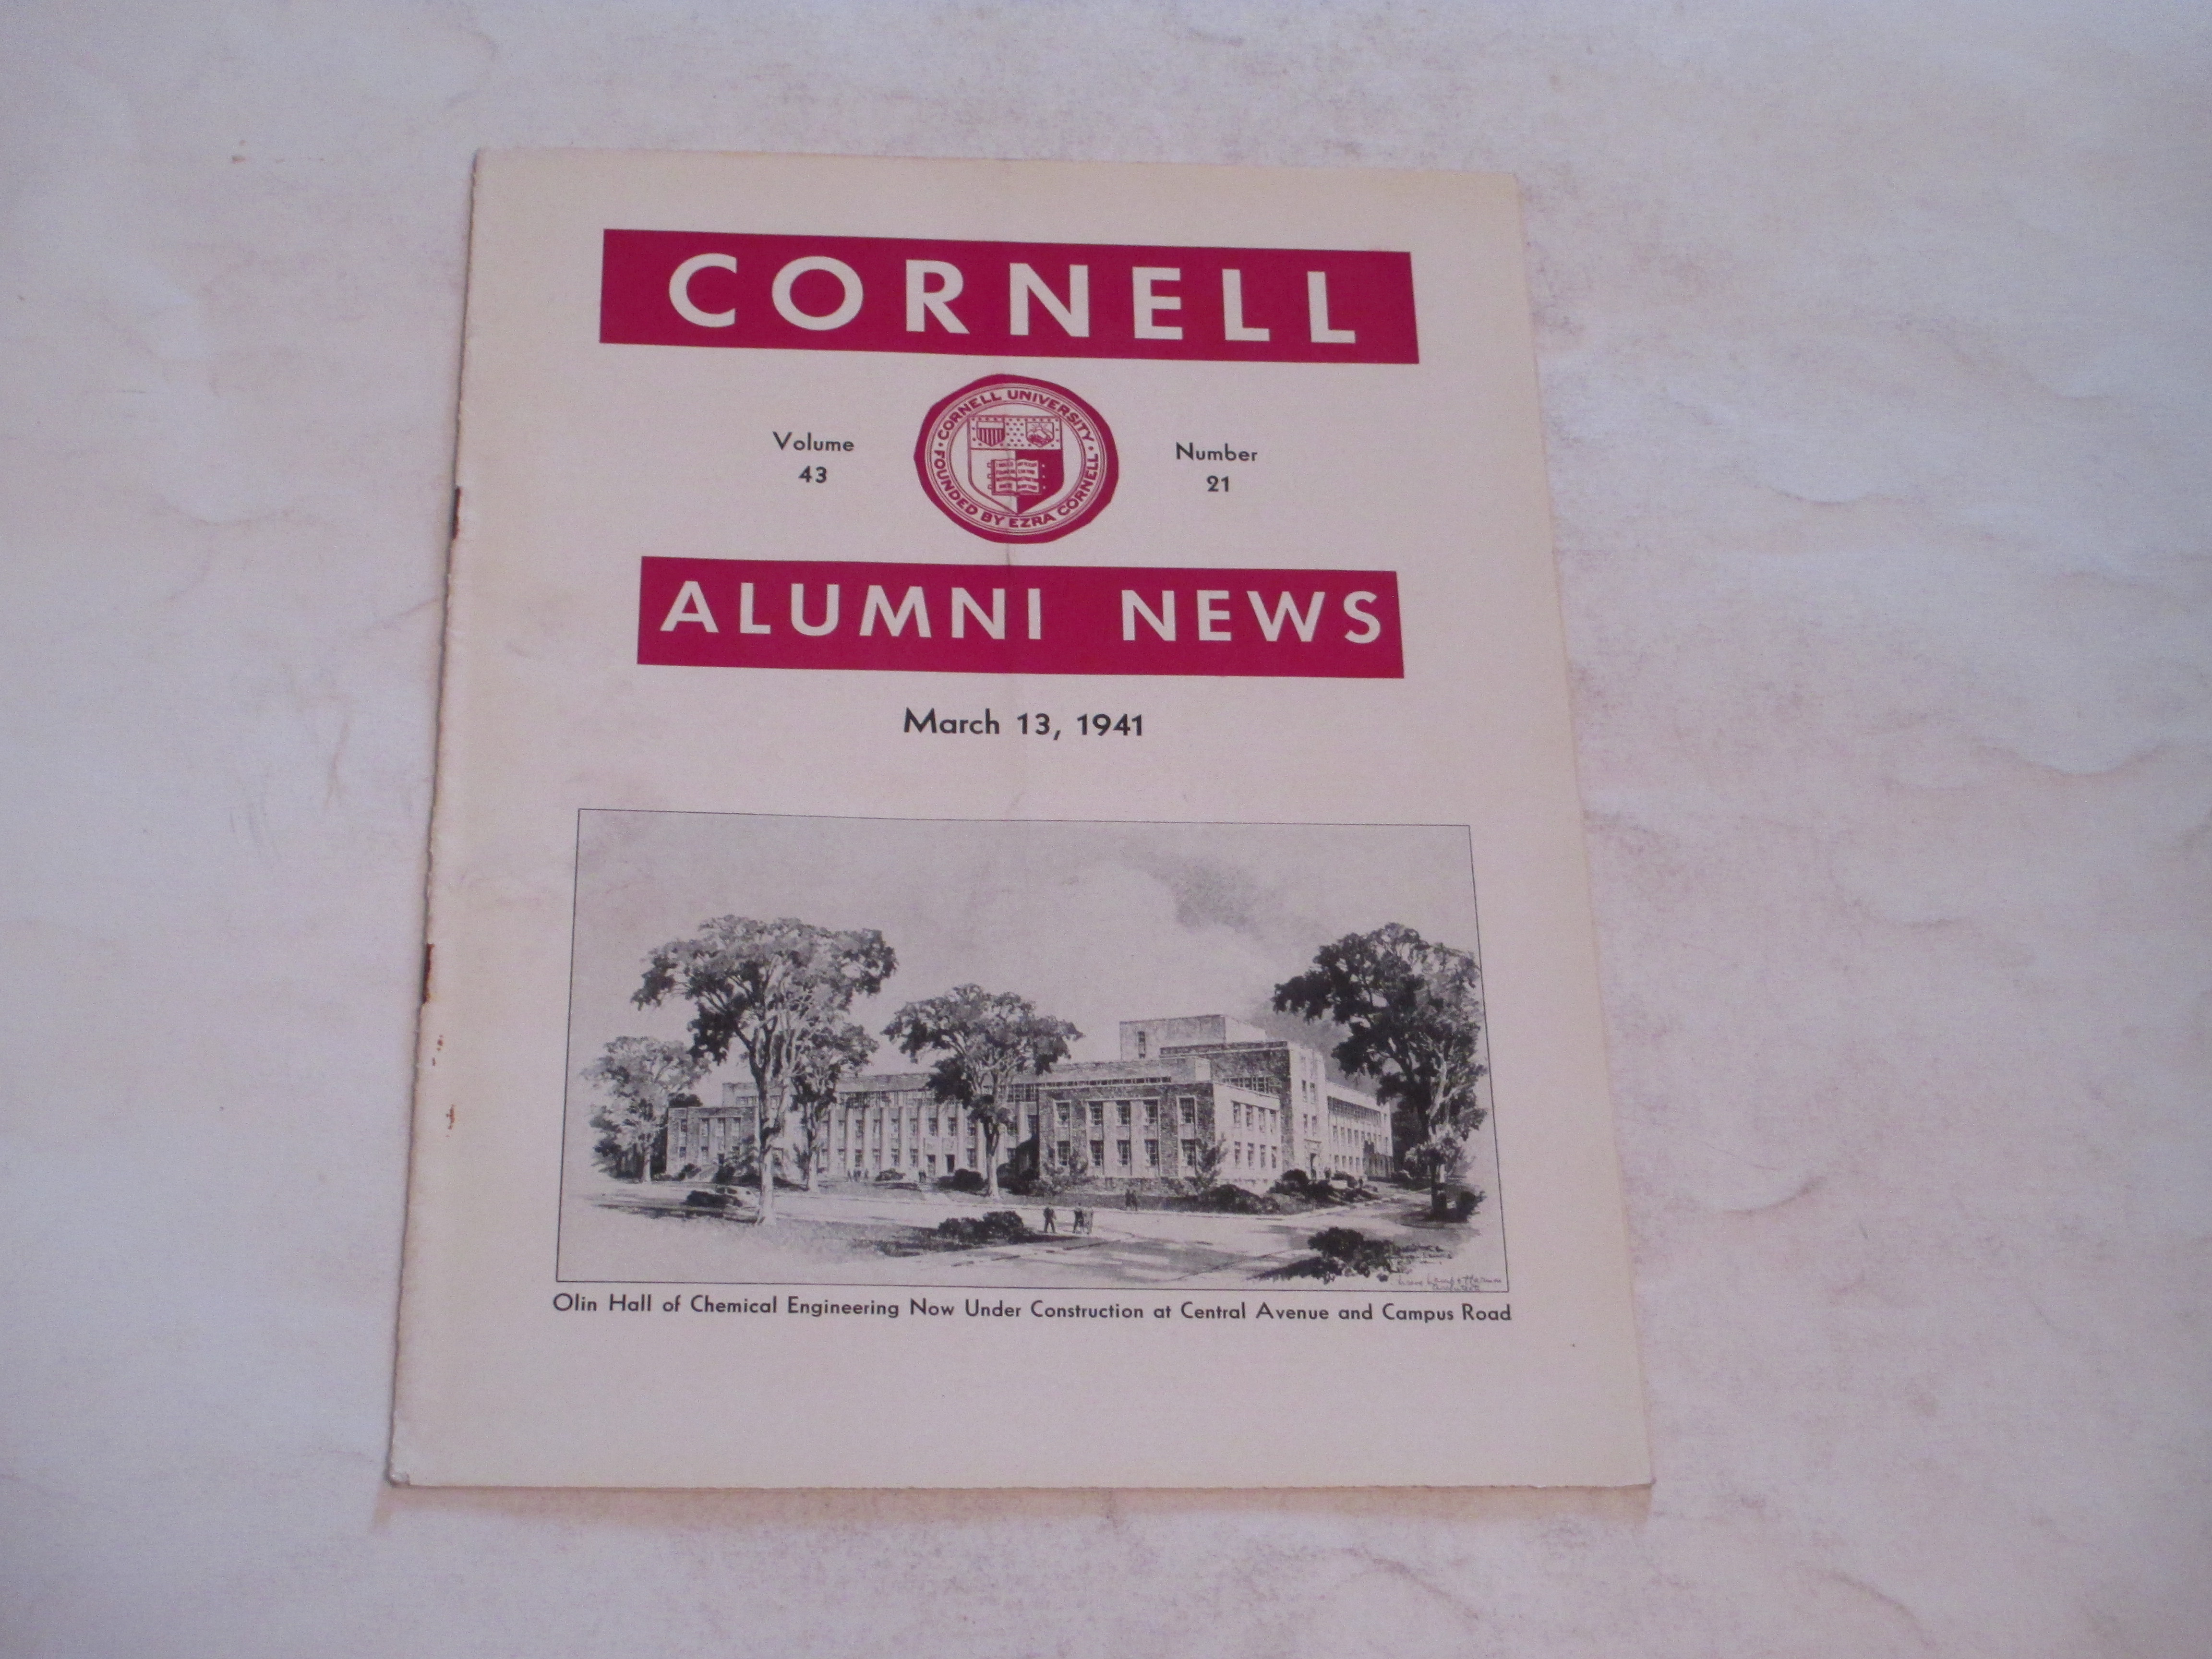 CORNELL
Volume
43
CORNELL UNIVERSITY
FOUNDED BY EZRA CORNELL
Number
21
ALUMNI NEWS
March 13, 1941
Olin Hall of Chemical Engineering Now Under Construction at Central Avenue and Campus Road